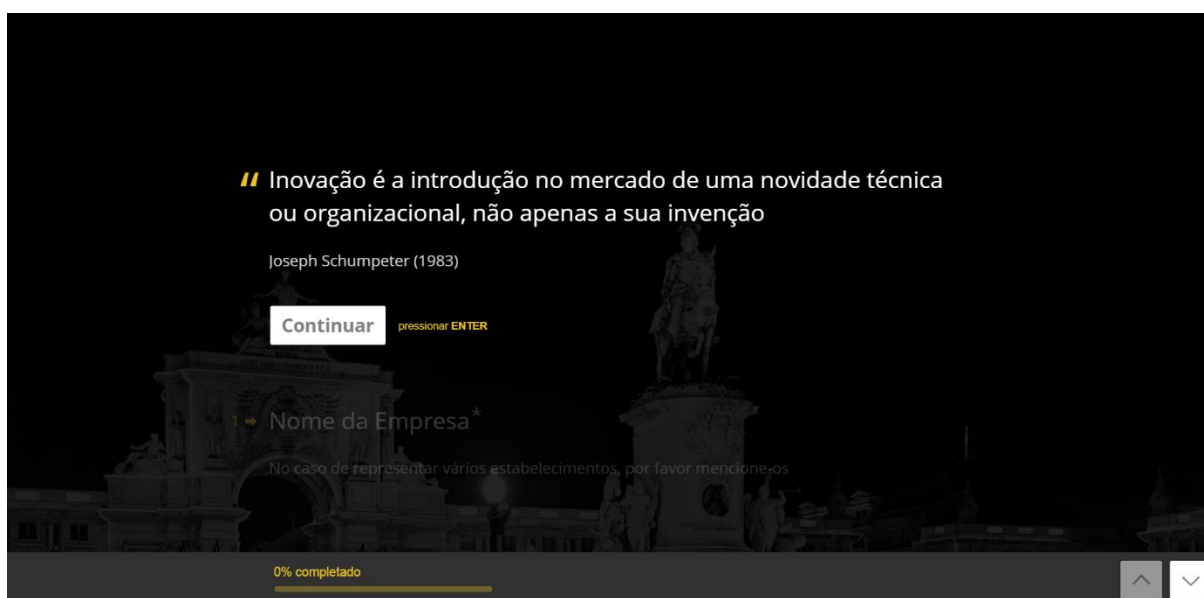 “ Inovação é a introdução no mercado de uma novidade técnica
ou organizacional, não apenas a sua invenção
Joseph Schumpeter (1983)
Continuar pressionar ENTER
1 ➡ Nome da Empresa*
No caso de representar vários estabelecimentos, por favor mencione-os
0% completado